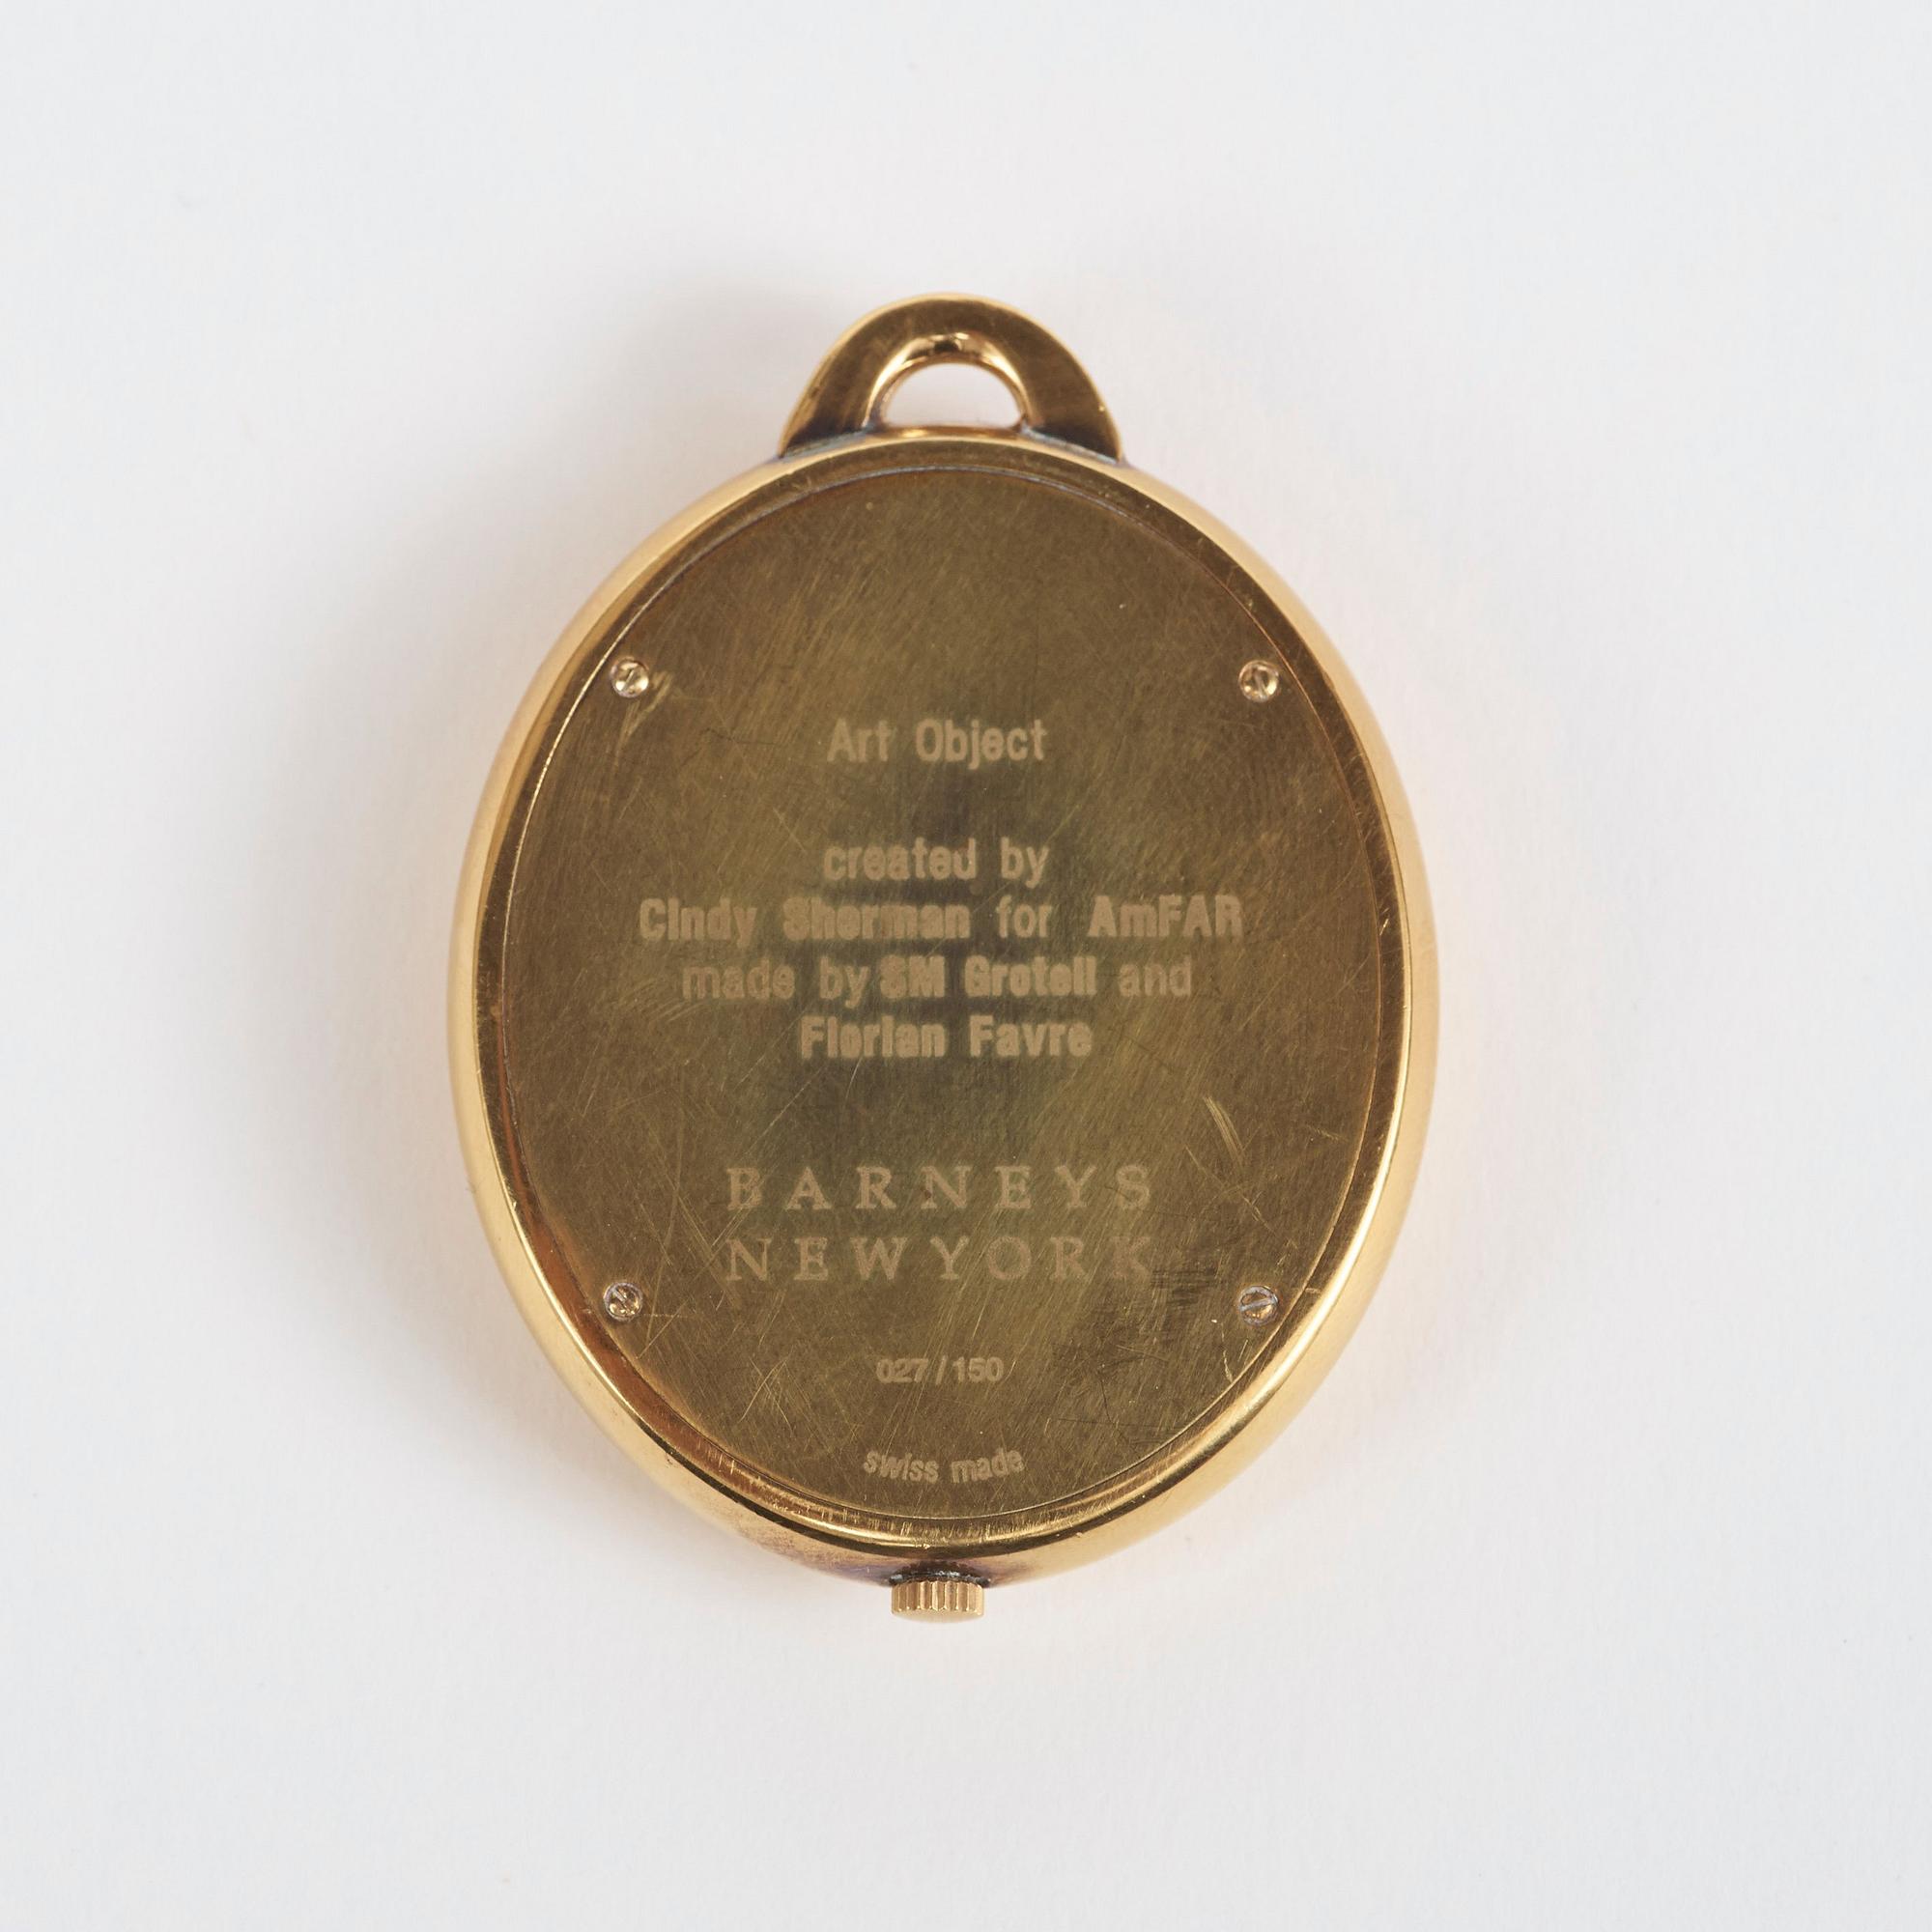 Art Object
created by
Cindy Sherman for AmFAR
made by SM Grotell and
Florian Favre
BARNEYS
NEWYORK
027/150
swiss made